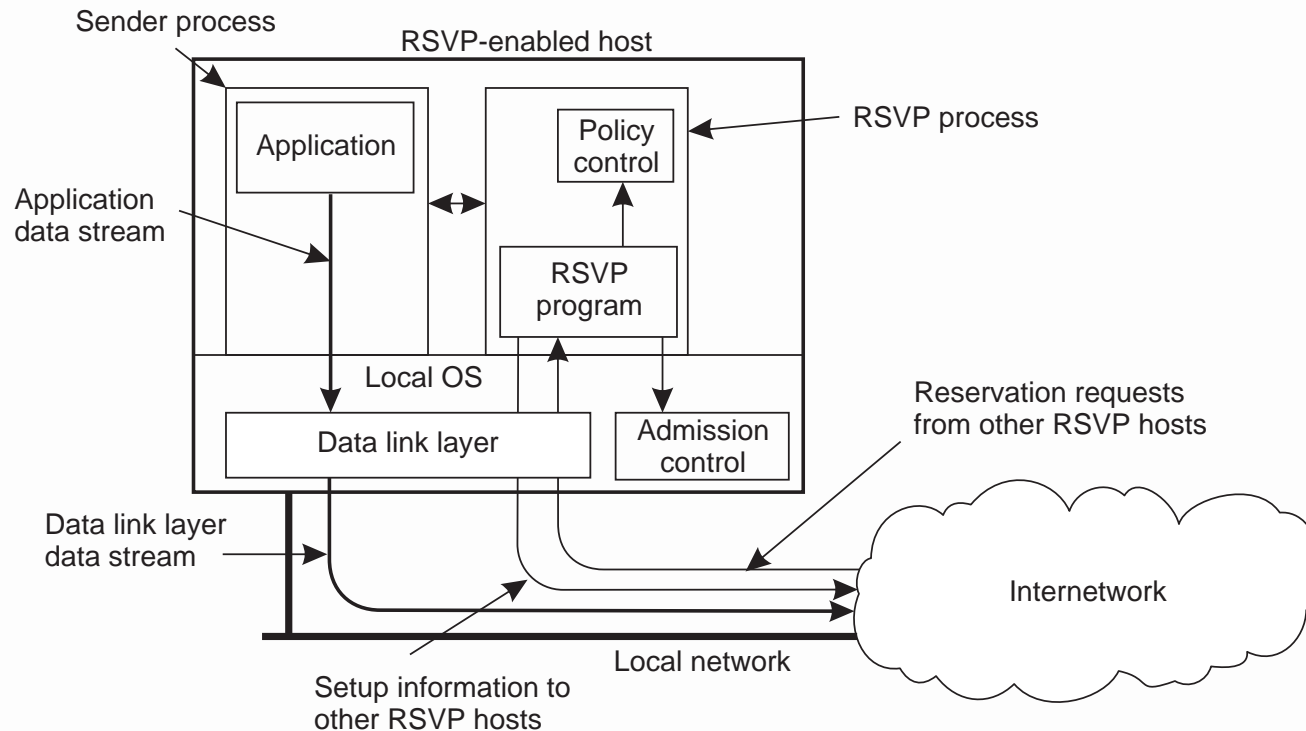 Sender process
RSVP-enabled host
Application
Policy
control
RSVP process
Application
data stream
RSVP
program
Local OS
Data link layer
Admission
control
Reservation requests
from other RSVP hosts
Data link layer
data stream
Internetwork
Local network
Setup information to
other RSVP hosts